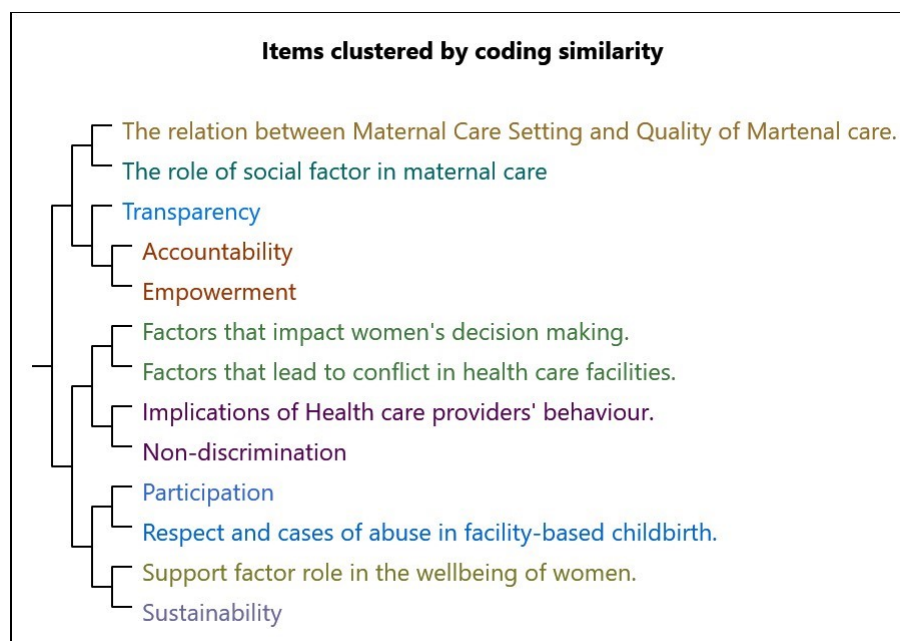 Items clustered by coding similarity
The relation between Maternal Care Setting and Quality of Martenal care.
The role of social factor in maternal care
Transparency
Accountability
Empowerment
Factors that impact women's decision making.
Factors that lead to conflict in health care facilities.
Implications of Health care providers' behaviour.
Non-discrimination
Participation
Respect and cases of abuse in facility-based childbirth.
Support factor role in the wellbeing of women.
Sustainability